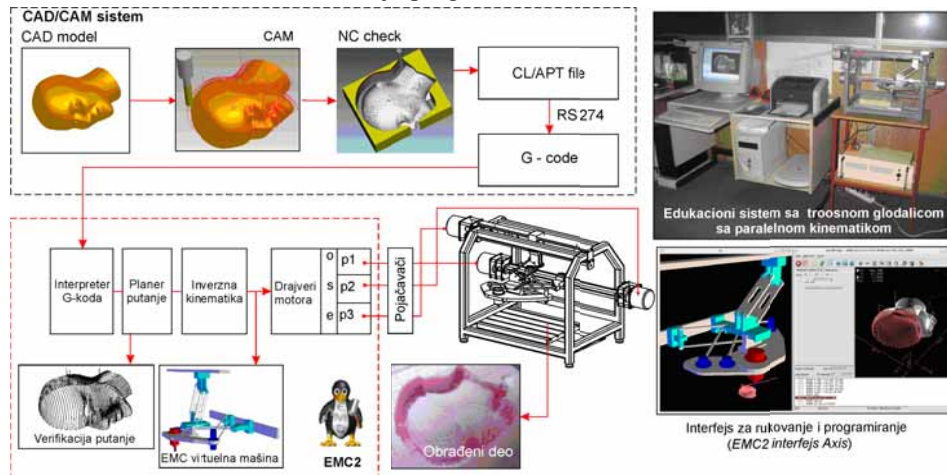 CAD/CAM sistem
CAD model
CAM
NC check
CL/APT file
RS274
G - code
Interpreter
G-koda
Planer
putanje
Inverzna
kinematika
Drajveri
motora
o
s
e
p1
p2
p3
Pojačavači
Verifikacija putanje
EMC virtuelna mašina
EMC2
Obrađeni deo
Edukacioni sistem sa troosnom glodalicom
sa paralelnom kinematikom
Interfejs za rukovanje i programiranje
(EMC2 interfejs Axis)